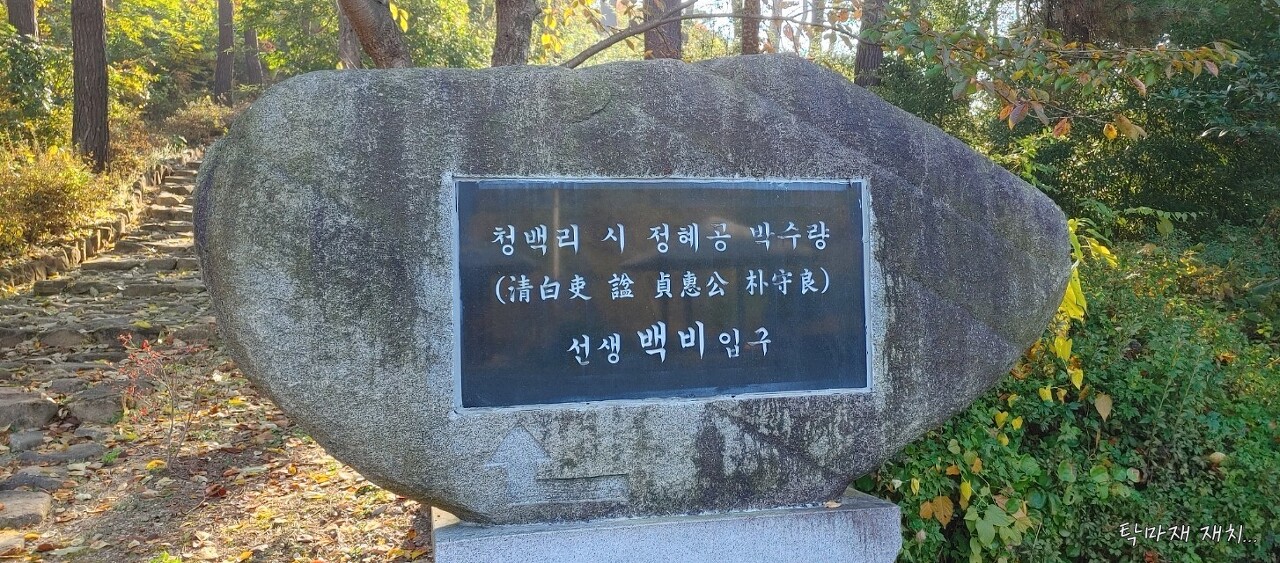 청백리 시 정혜공 박수량
(淸白吏 諡 貞惠公 朴守良)
선생 백비 입구
탁마재 재치...